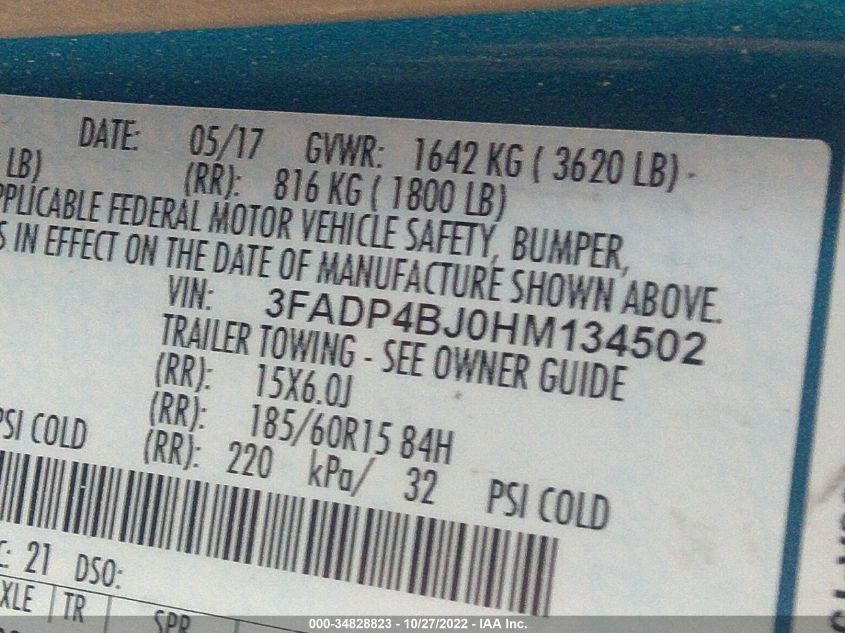 DATE: 05/17 GVWR: 1642 KG ( 3620 LB) -
LB) (RR): 816 KG ( 1800 LB)
PPLICABLE FEDERAL MOTOR VEHICLE SAFETY, BUMPER,
S IN EFFECT ON THE DATE OF MANUFACTURE SHOWN ABOVE.
VIN: 3FADP4BJ0HM134502
TRAILER TOWING - SEE OWNER GUIDE
(RR): 15X6.0J
(RR): 185/60R15 84H
PSI COLD (RR): 220 kPa/ 32 PSI COLD
C: 21 DSO:
XLE TR SPR
000-34828823 - 10/27/2022 - IAA Inc.